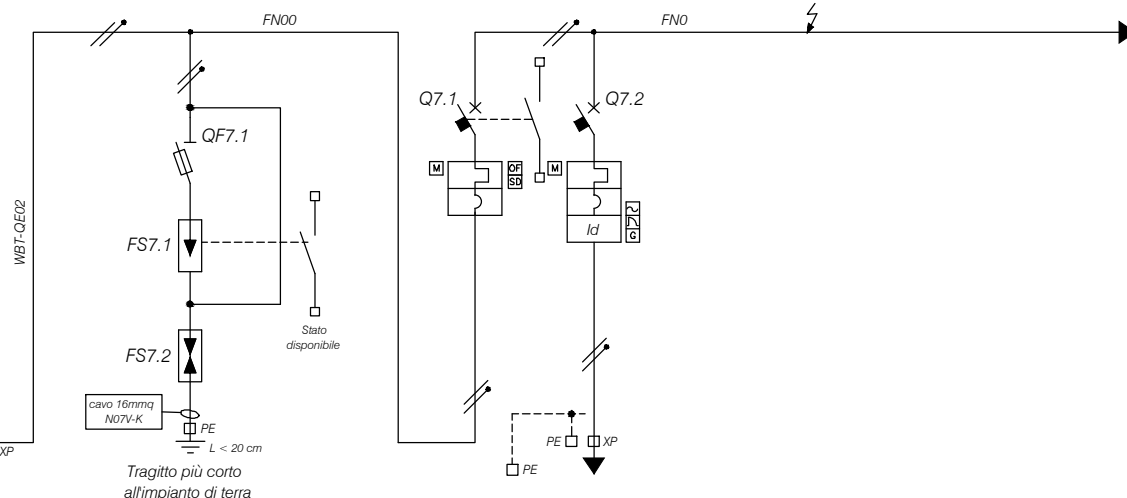 FN00
FN0
WBT-QE02
QF7.1
FS7.1
FS7.2
Stato
disponibile
cavo 16mmq
N07V-K
PE
L < 20 cm
Tragitto più corto
all'impianto di terra
XP
Q7.1
M
OF
SD
Q7.2
M
Id
G
PE
XP
PE